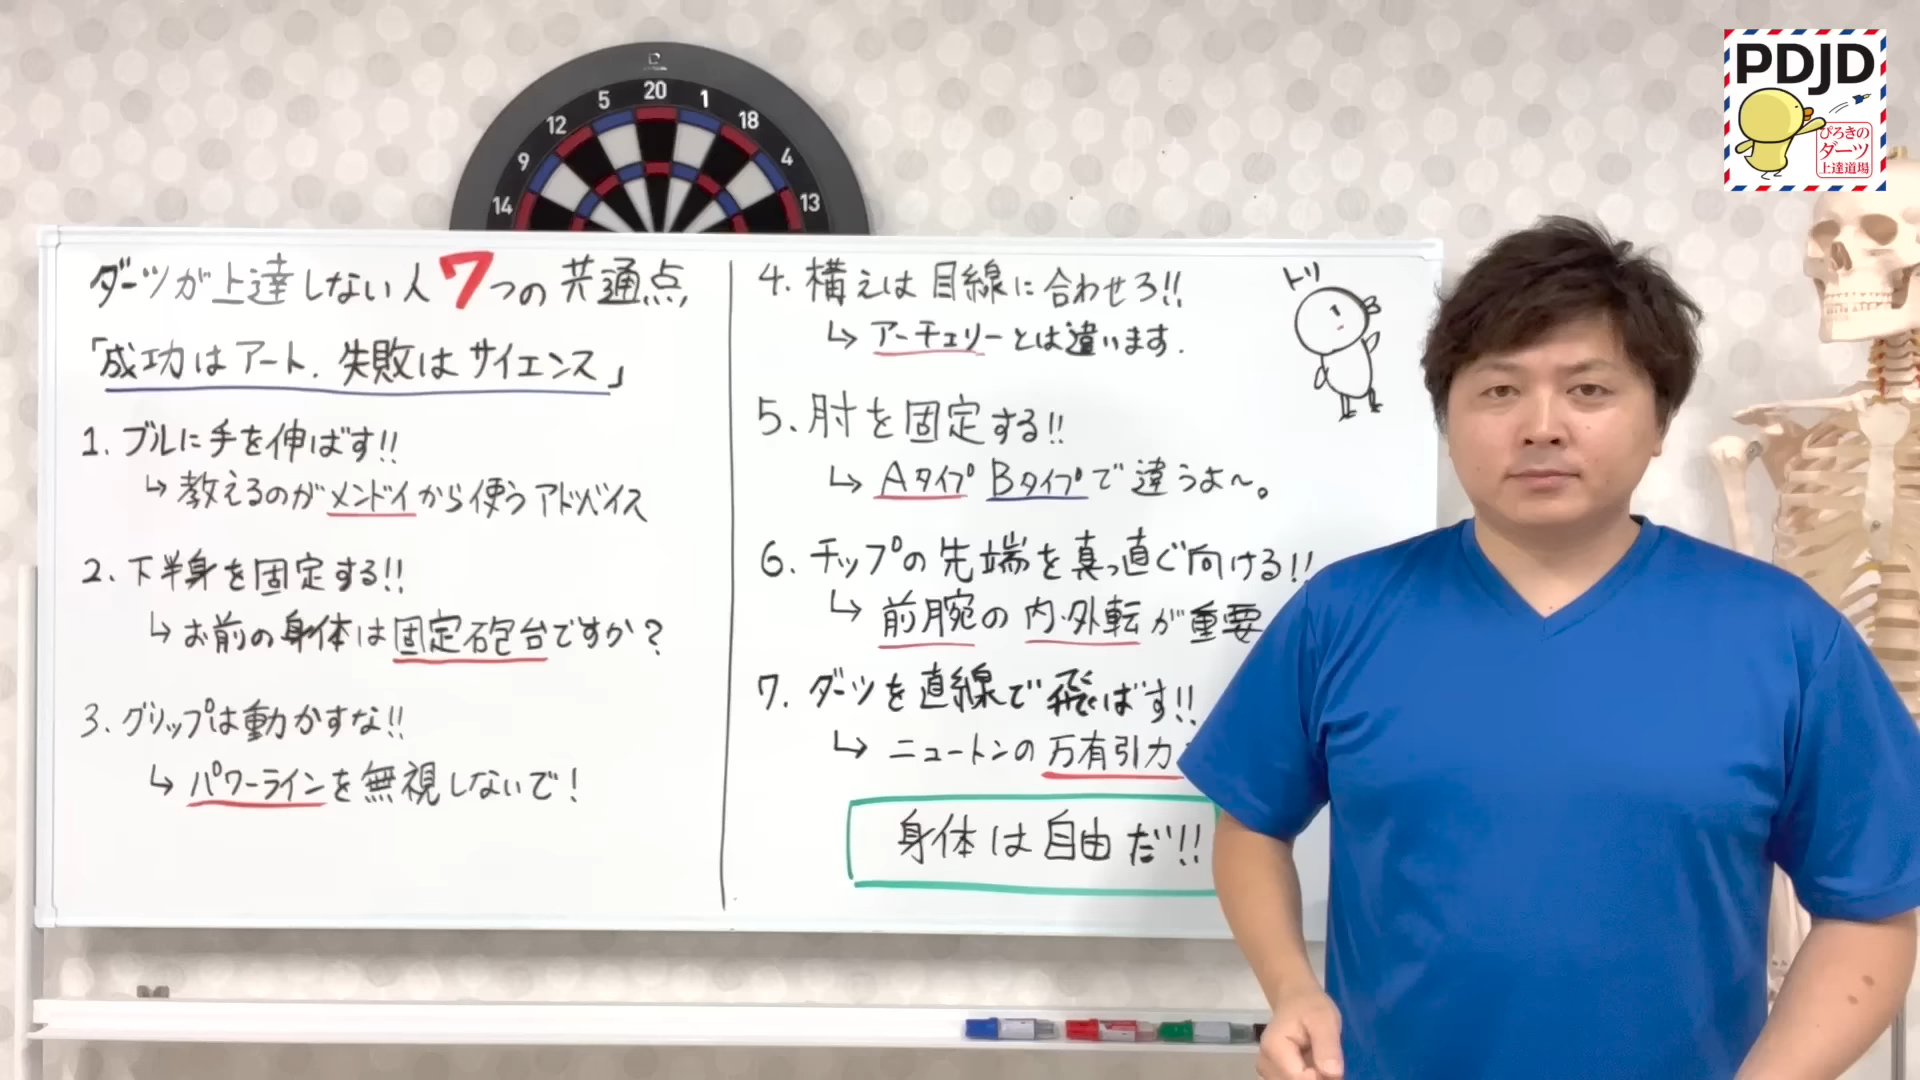 PDJD
ぴろきの
ダーツ
上達道場
14 9 12 5 20 1 18 4 13
ダーツが上達しない人7つの共通点
「成功はアート、失敗はサイエンス」
1. ブルに手を伸ばす!!
↳ 教えるのがメンドイから使うアドバイス
2. 下半身を固定する!!
↳ お前の身体は固定砲台ですか?
3. グリップは動かすな!!
↳ パワーラインを無視しないで!
4. 構えは目線に合わせろ!!
↳ アーチェリーとは違います.
トリ
5. 肘を固定する!!
↳ Aタイプ Bタイプで違うよ〜。
6. チップの先端を真っ直ぐ向ける!!
↳ 前腕の内・外転が重要
7. ダーツを直線で飛ばす!!
↳ ニュートンの万有引力
身体は自由だ!!